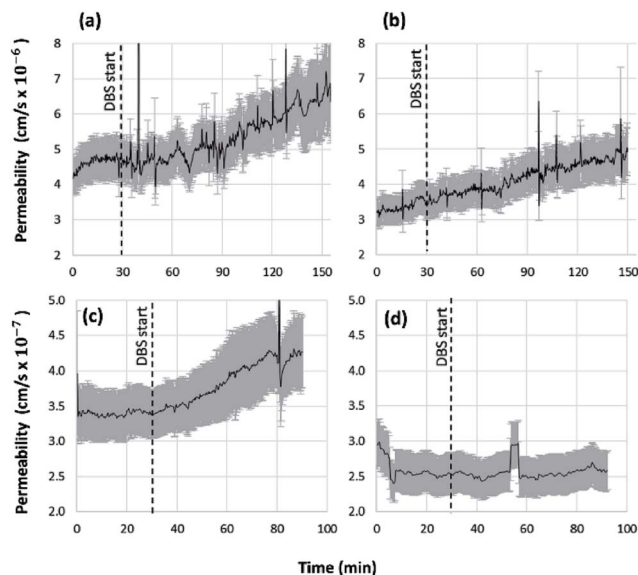 (a)
(b)
Permeability (cm/s x 10⁻⁶)
8
7
6
5
4
3
2
DBS start
0 30 60 90 120 150
8
7
6
5
4
3
2
DBS start
0 30 60 90 120 150
(c)
(d)
Permeability (cm/s x 10⁻⁷)
5.0
4.5
4.0
3.5
3.0
2.5
2.0
DBS start
0 20 40 60 80 100
5.0
4.5
4.0
3.5
3.0
2.5
2.0
DBS start
0 20 40 60 80 100
Time (min)